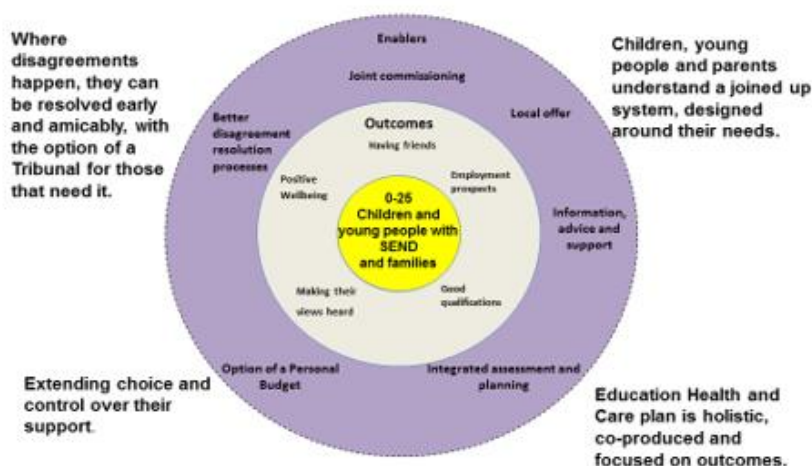 Where
disagreements
happen, they can
be resolved early
and amicably, with
the option of a
Tribunal for those
that need it.
Enablers
Joint commissioning
Children, young
people and parents
understand a joined up
system, designed
around their needs.
Better
disagreement
resolution
processes
Local offer
Outcomes
Having friends
Positive
Wellbeing
Employment
prospects
0-25
Children and
young people with
SEND
and families
Information,
advice and
support
Making their
views heard
Good
qualifications
Option of a Personal
Budget
Integrated assessment and
planning
Extending choice and
control over their
support.
Education Health and
Care plan is holistic,
co-produced and
focused on outcomes.